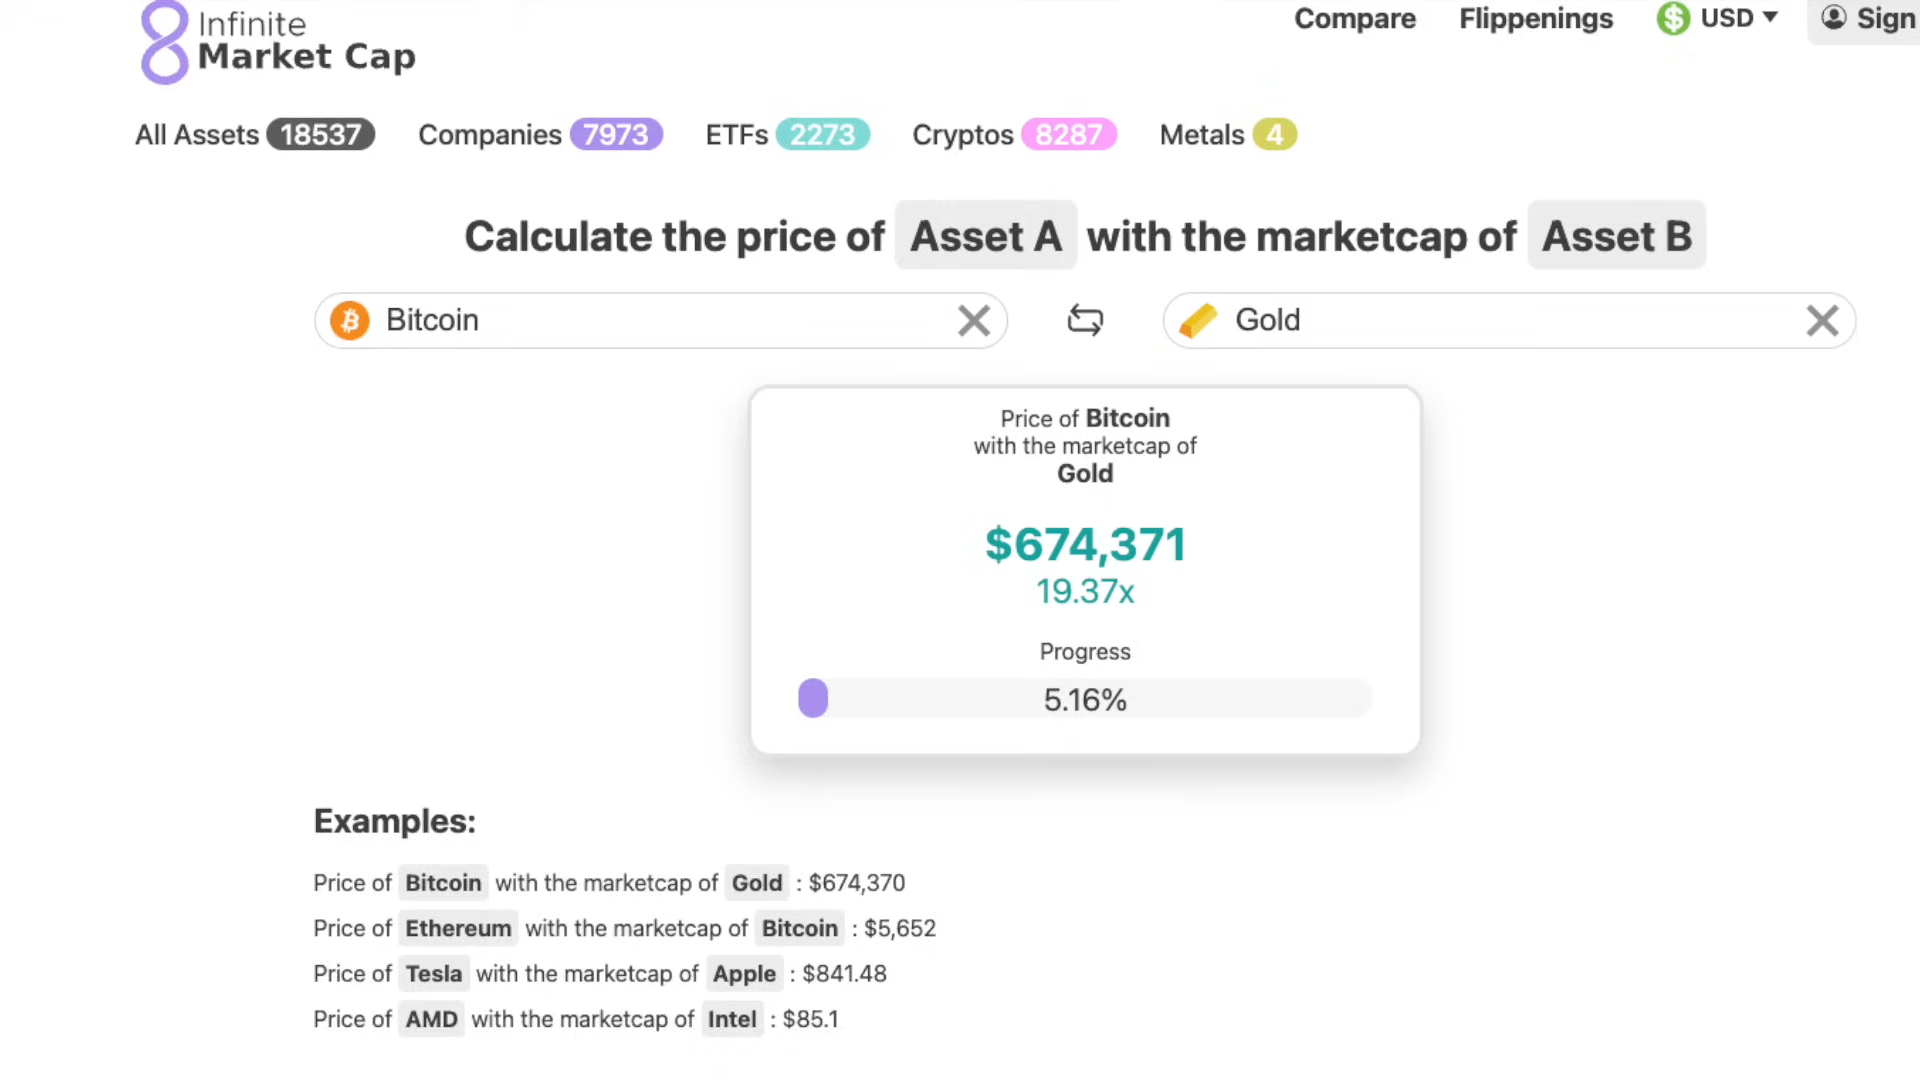 Infinite
Market Cap
Compare Flippenings $ USD ▼ Sign
All Assets 18537 Companies 7973 ETFs 2273 Cryptos 8287 Metals 4
Calculate the price of Asset A with the marketcap of Asset B
Bitcoin Gold
Price of Bitcoin
with the marketcap of
Gold
$674,371
19.37x
Progress
5.16%
Examples:
Price of Bitcoin with the marketcap of Gold : $674,370
Price of Ethereum with the marketcap of Bitcoin : $5,652
Price of Tesla with the marketcap of Apple : $841.48
Price of AMD with the marketcap of Intel : $85.1